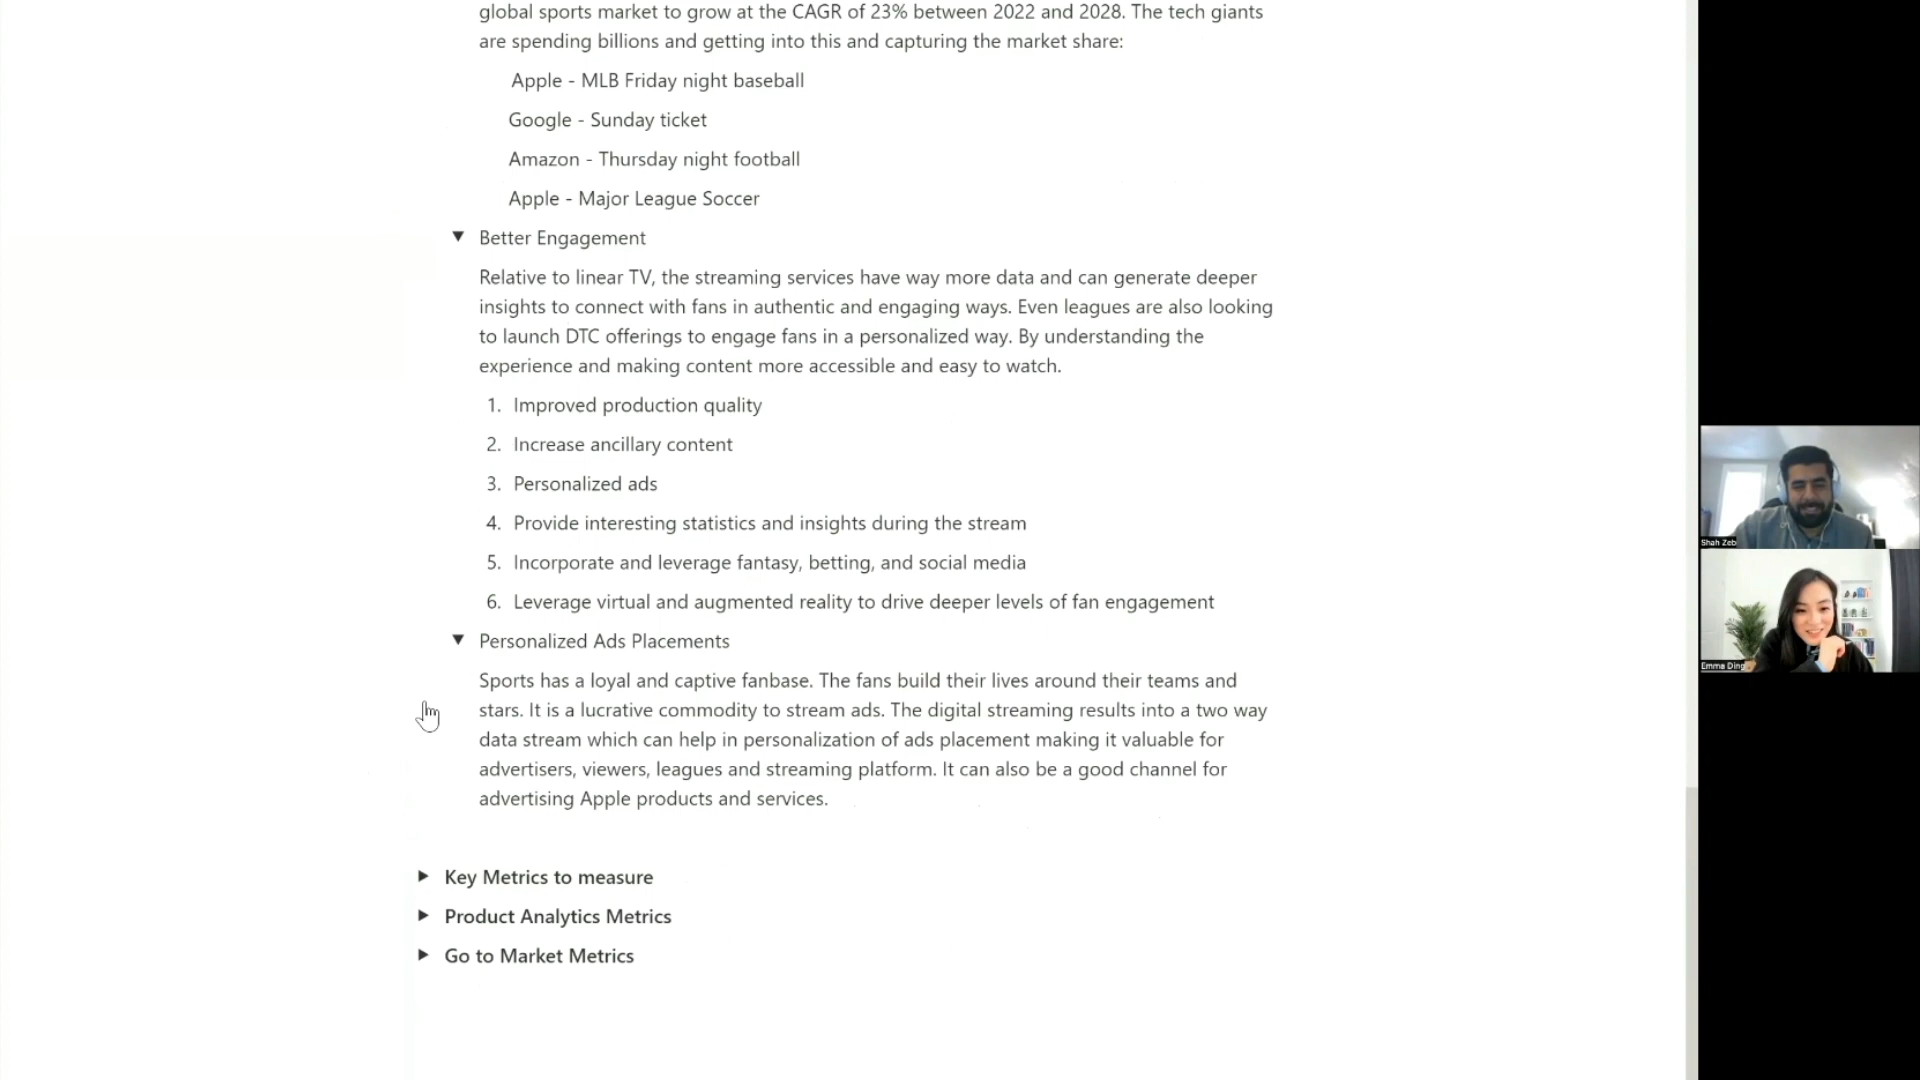 global sports market to grow at the CAGR of 23% between 2022 and 2028. The tech giants
are spending billions and getting into this and capturing the market share:
Apple - MLB Friday night baseball
Google - Sunday ticket
Amazon - Thursday night football
Apple - Major League Soccer
Better Engagement
Relative to linear TV, the streaming services have way more data and can generate deeper
insights to connect with fans in authentic and engaging ways. Even leagues are also looking
to launch DTC offerings to engage fans in a personalized way. By understanding the
experience and making content more accessible and easy to watch.
1. Improved production quality
2. Increase ancillary content
3. Personalized ads
4. Provide interesting statistics and insights during the stream
5. Incorporate and leverage fantasy, betting, and social media
6. Leverage virtual and augmented reality to drive deeper levels of fan engagement
Personalized Ads Placements
Sports has a loyal and captive fanbase. The fans build their lives around their teams and
stars. It is a lucrative commodity to stream ads. The digital streaming results into a two way
data stream which can help in personalization of ads placement making it valuable for
advertisers, viewers, leagues and streaming platform. It can also be a good channel for
advertising Apple products and services.
Key Metrics to measure
Product Analytics Metrics
Go to Market Metrics
Shah Zeb
Emma Ding